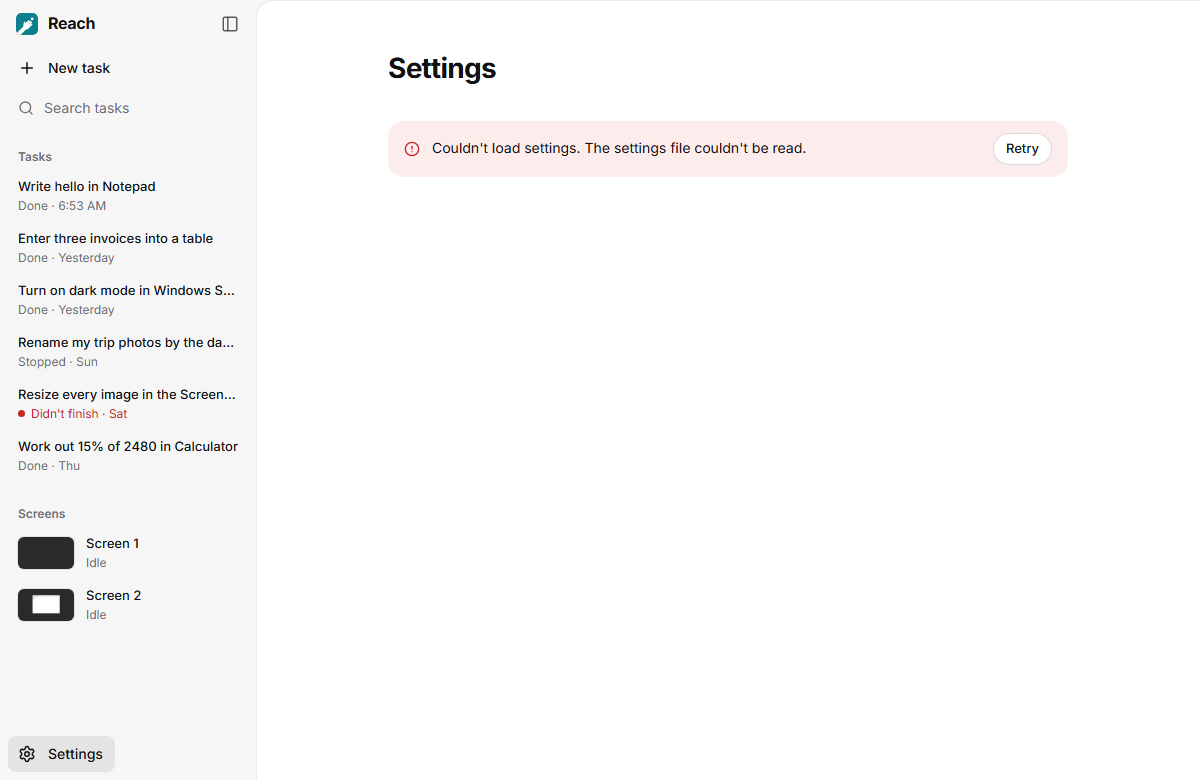 Reach
New task
Search tasks
Tasks
Write hello in Notepad
Done · 6:53 AM
Enter three invoices into a table
Done · Yesterday
Turn on dark mode in Windows S...
Done · Yesterday
Rename my trip photos by the da...
Stopped · Sun
Resize every image in the Screen...
Didn't finish · Sat
Work out 15% of 2480 in Calculator
Done · Thu
Screens
Screen 1
Idle
Screen 2
Idle
Settings
Settings
Couldn't load settings. The settings file couldn't be read.
Retry